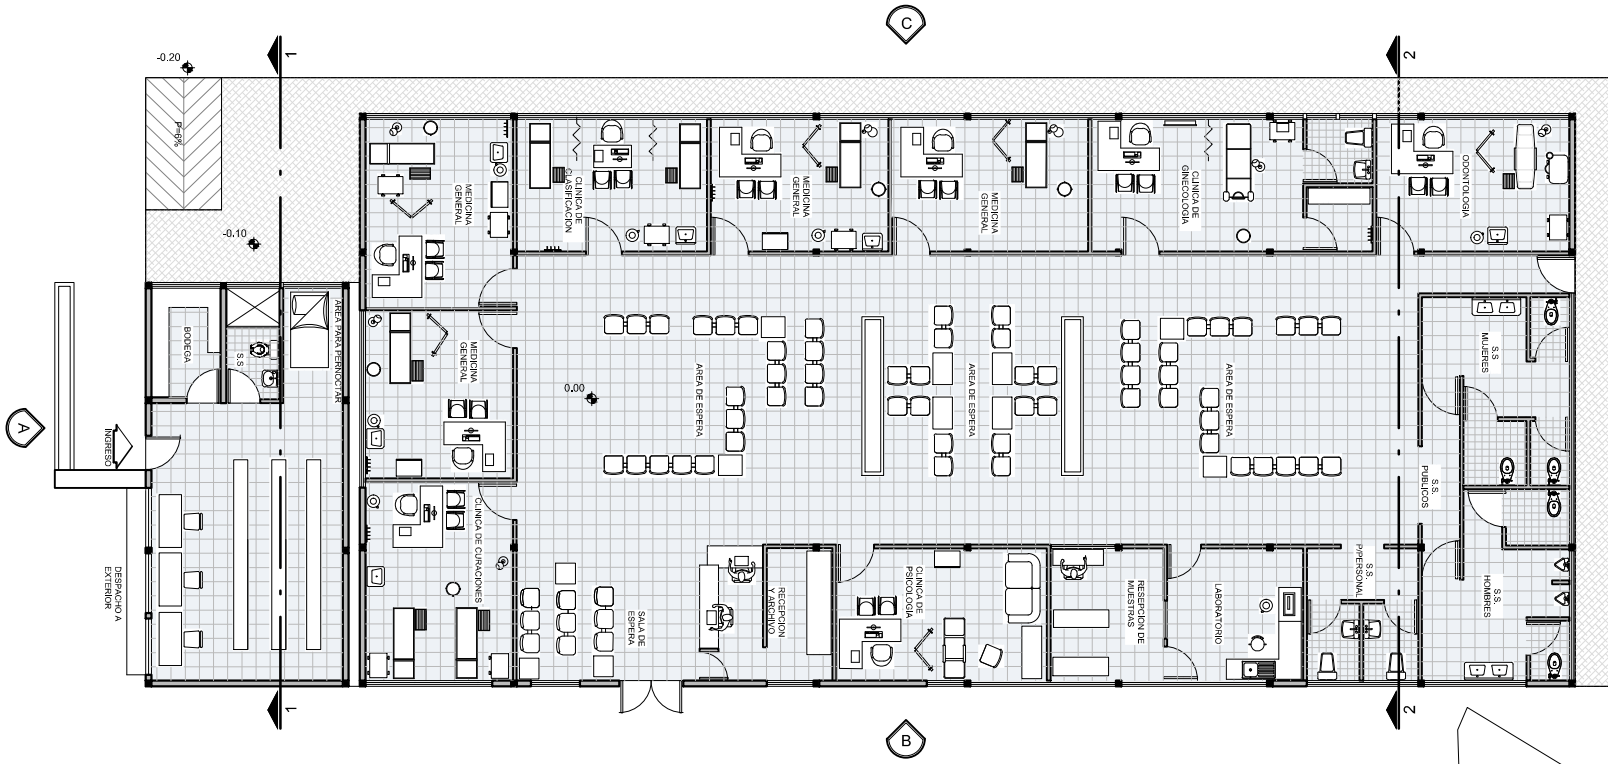 C
1
2
-0.20
P=6%
-0.10
MEDICINA
GENERAL
CLINICA DE
CLASIFICACION
MEDICINA
GENERAL
MEDICINA
GENERAL
CLINICA DE
GINECOLOGIA
ODONTOLOGIA
BODEGA
S.S
AREA PARA PERNOCTAR
MEDICINA
GENERAL
0.00
AREA DE ESPERA
AREA DE ESPERA
AREA DE ESPERA
S.S
MUJERES
A
INGRESO
S.S.
PUBLICOS
CLINICA DE CURACIONES
DESPACHO A
EXTERIOR
SALA DE
ESPERA
RECEPCION
Y ARCHIVO
CLINICA DE
PSICOLOGIA
RESEPCION DE
MUESTRAS
LABORATORIO
S.S.
P/PERSONAL
S.S.
HOMBRES
1
B
2